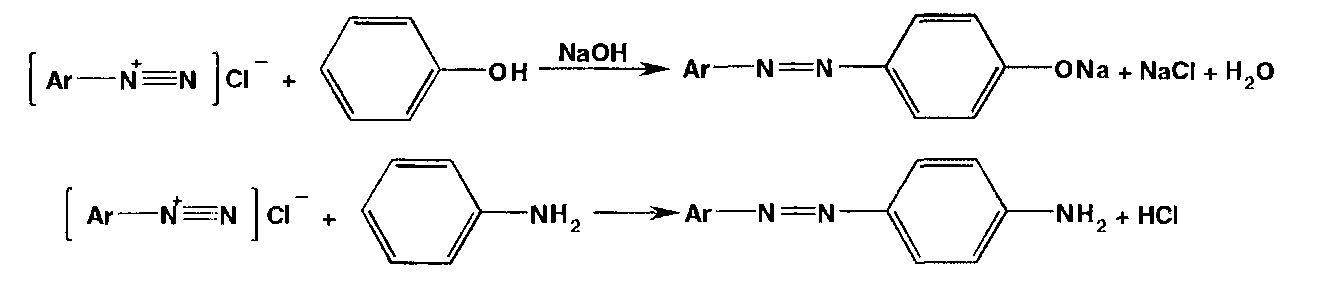 [Ar—N⁺≡N]Cl⁻ + OH NaOH → Ar—N=N—ONa + NaCl + H₂O
[Ar—N⁺≡N]Cl⁻ + NH₂ → Ar—N=N—NH₂ + HCl